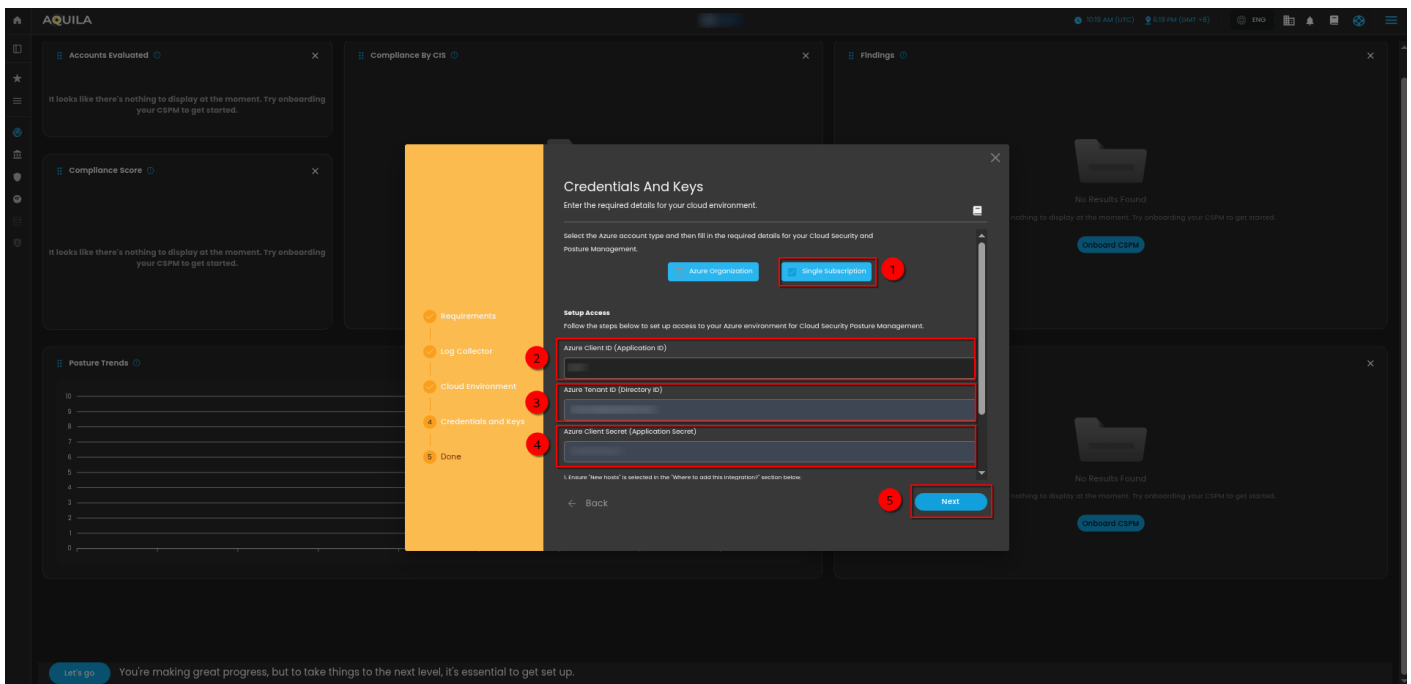 AQUILA
10:19 AM (UTC) 6:19 PM (GMT +8) ENG
Accounts Evaluated
It looks like there's nothing to display at the moment. Try onboarding
your CSPM to get started.
Compliance By CIS
Findings
No Results Found
nothing to display at the moment. Try onboarding your CSPM to get started.
Onboard CSPM
Compliance Score
It looks like there's nothing to display at the moment. Try onboarding
your CSPM to get started.
Posture Trends
10
9
8
7
6
5
4
3
2
1
0
No Results Found
nothing to display at the moment. Try onboarding your CSPM to get started.
Onboard CSPM
Requirements
Log Collector
Cloud Environment
4 Credentials and Keys
5 Done
Credentials And Keys
Enter the required details for your cloud environment.
Select the Azure account type and then fill in the required details for your Cloud Security and
Posture Management.
Azure Organization
Single Subscription
1
Setup Access
Follow the steps below to set up access to your Azure environment for Cloud Security Posture Management.
Azure Client ID (Application ID)
2
Azure Tenant ID (Directory ID)
3
Azure Client Secret (Application Secret)
4
1. Ensure "New hosts" is selected in the "Where to add this integration?" section below.
← Back
5
Next
Let's go
You're making great progress, but to take things to the next level, it's essential to get set up.